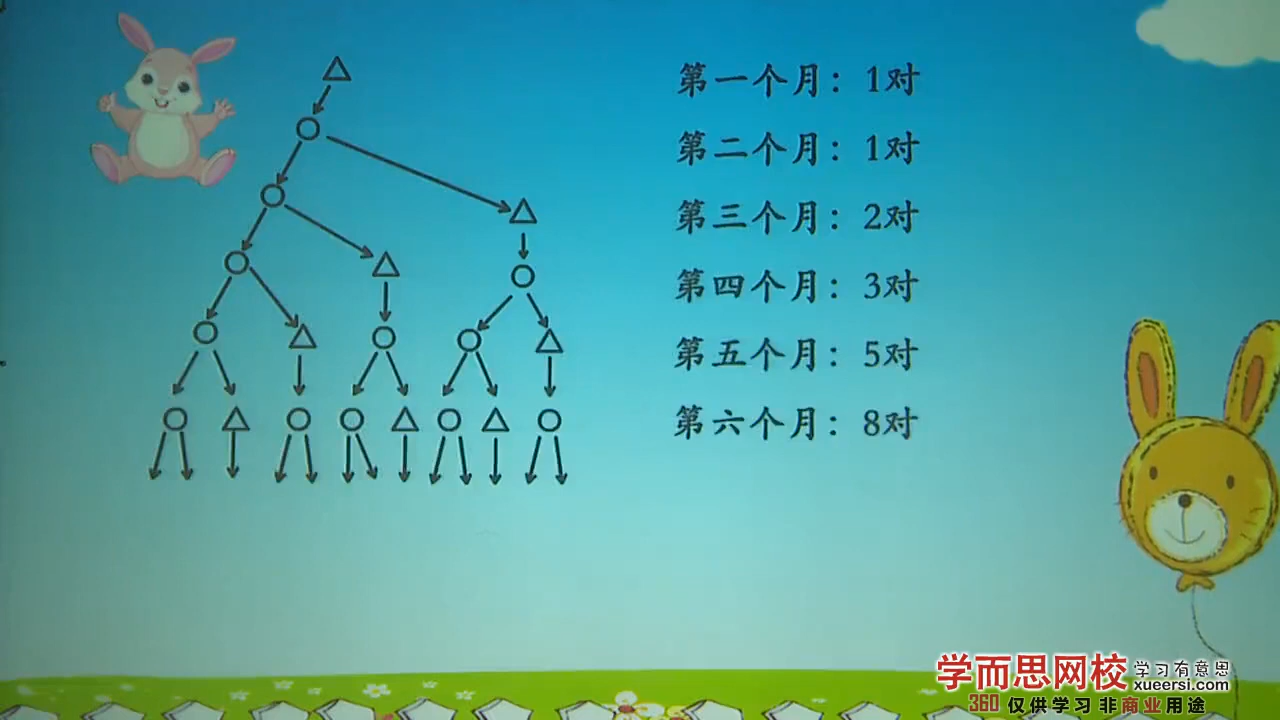 第一个月：1对
第二个月：1对
第三个月：2对
第四个月：3对
第五个月：5对
第六个月：8对
学而思网校 学习有意思
xueersi.com
360 仅供学习 非商业用途